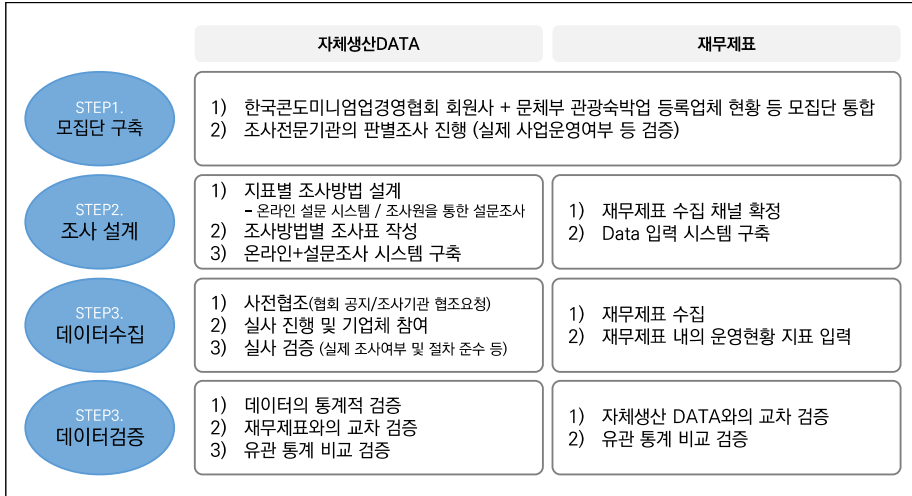 자체생산DATA
재무제표
STEP1.
모집단 구축
1) 한국콘도미니엄업경영협회 회원사 + 문체부 관광숙박업 등록업체 현황 등 모집단 통합
2) 조사전문기관의 판별조사 진행 (실제 사업운영여부 등 검증)
STEP2.
조사 설계
1) 지표별 조사방법 설계
- 온라인 설문 시스템 / 조사원을 통한 설문조사
2) 조사방법별 조사표 작성
3) 온라인+설문조사 시스템 구축
1) 재무제표 수집 채널 확정
2) Data 입력 시스템 구축
STEP3.
데이터수집
1) 사전협조(협회 공지/조사기관 협조요청)
2) 실사 진행 및 기업체 참여
3) 실사 검증 (실제 조사여부 및 절차 준수 등)
1) 재무제표 수집
2) 재무제표 내의 운영현황 지표 입력
STEP3.
데이터검증
1) 데이터의 통계적 검증
2) 재무제표와의 교차 검증
3) 유관 통계 비교 검증
1) 자체생산 DATA와의 교차 검증
2) 유관 통계 비교 검증